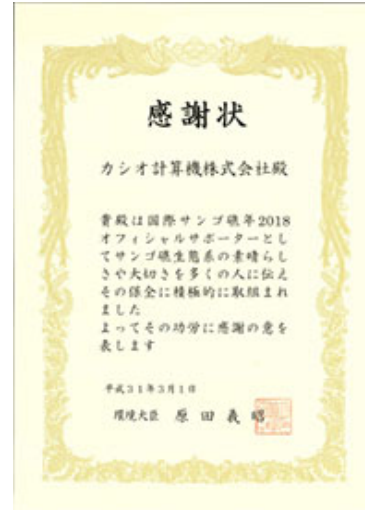 感謝状
カシオ計算機株式会社殿
貴殿は国際サンゴ礁年2018
オフィシャルサポーターとし
てサンゴ礁生態系の素晴らし
さや大切さを多くの人に伝え
その保全に積極的に取組まれ
ました
よってその功労に感謝の意を
表します
平成31年3月1日
環境大臣 原田義昭